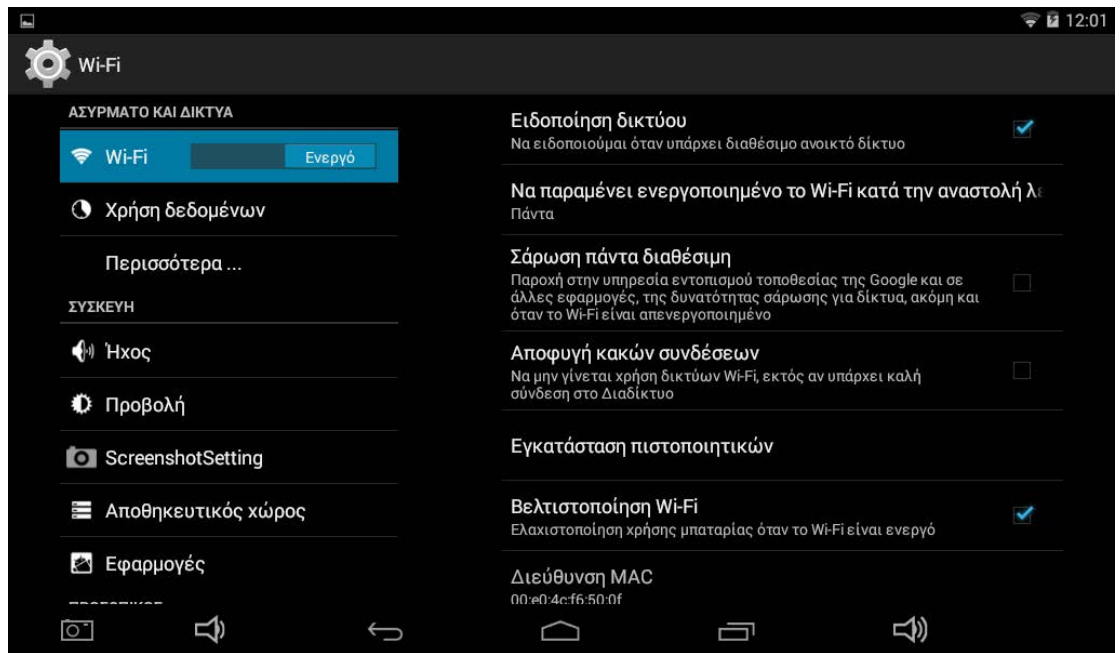 12:01
Wi-Fi
ΑΣΥΡΜΑΤΟ ΚΑΙ ΔΙΚΤΥΑ
Wi-Fi
Ενεργό
Χρήση δεδομένων
Περισσότερα ...
ΣΥΣΚΕΥΗ
Ήχος
Προβολή
ScreenshotSetting
Αποθηκευτικός χώρος
Εφαρμογές
Ειδοποίηση δικτύου
Να ειδοποιούμαι όταν υπάρχει διαθέσιμο ανοικτό δίκτυο
Να παραμένει ενεργοποιημένο το Wi-Fi κατά την αναστολή
Πάντα
Σάρωση πάντα διαθέσιμη
Παροχή στην υπηρεσία εντοπισμού τοποθεσίας της Google και σε
άλλες εφαρμογές, της δυνατότητας σάρωσης για δίκτυα, ακόμη και
όταν το Wi-Fi είναι απενεργοποιημένο
Αποφυγή κακών συνδέσεων
Να μην γίνεται χρήση δικτύων Wi-Fi, εκτός αν υπάρχει καλή
σύνδεση στο Διαδίκτυο
Εγκατάσταση πιστοποιητικών
Βελτιστοποίηση Wi-Fi
Ελαχιστοποίηση χρήσης μπαταρίας όταν το Wi-Fi είναι ενεργό
Διεύθυνση MAC
00:e0:4c:f6:50:0f